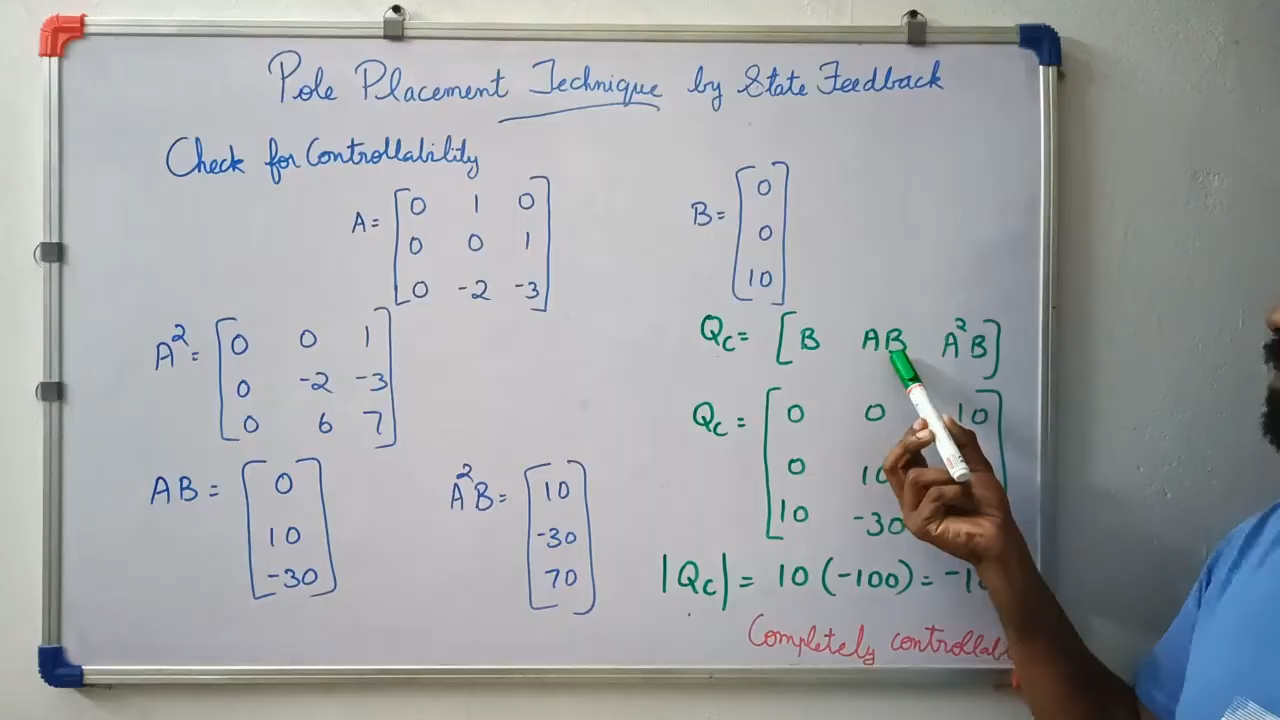 Pole Placement Technique by State Feedback
Check for Controllability
A = [0 1 0
0 0 1
0 -2 -3]
B = [0
0
10]
A² = [0 0 1
0 -2 -3
0 6 7]
Qc = [B AB A²B]
Qc = [0 0 10
0 10
10 -30
AB = [0
10
-30]
A²B = [10
-30
70]
|Qc| = 10 (-100) = -1
Completely